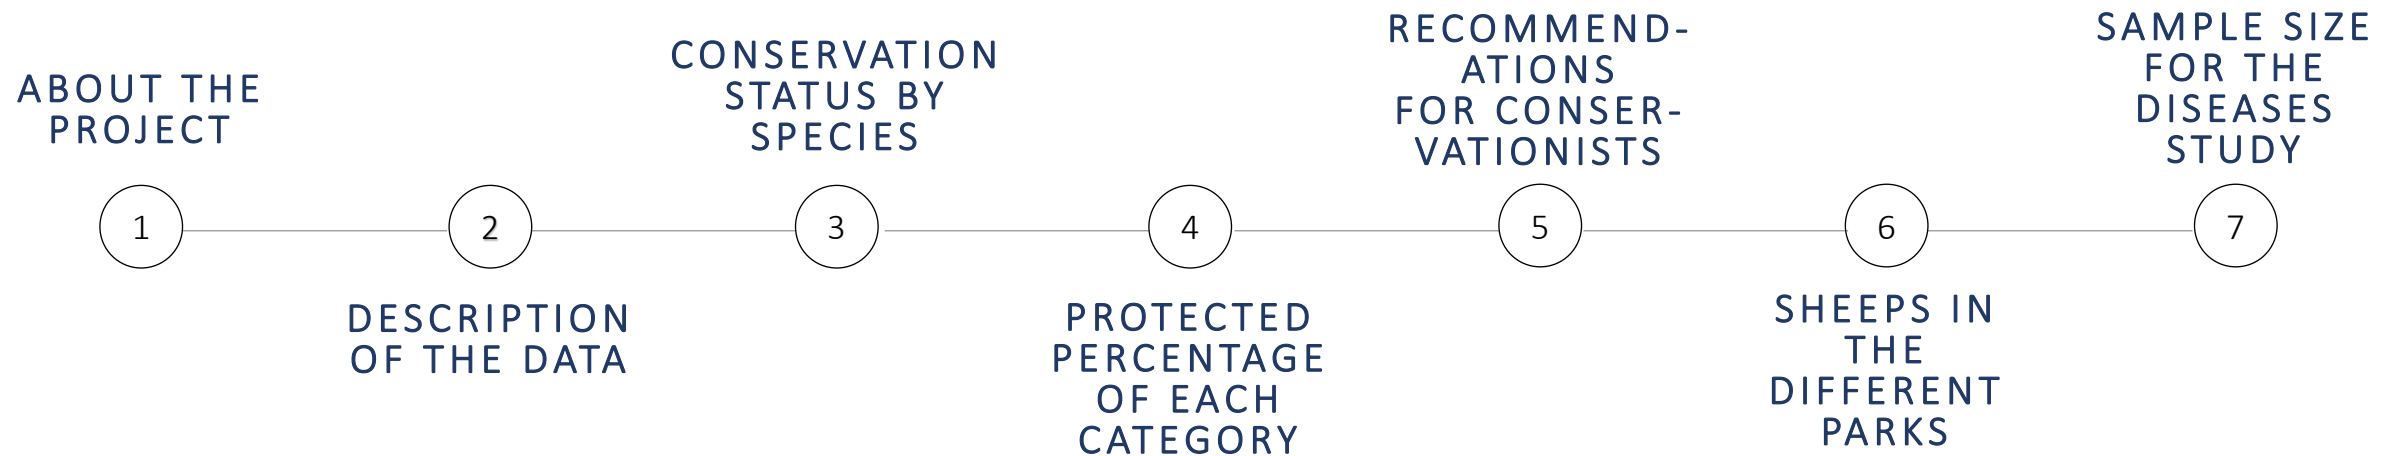 ABOUT THE
PROJECT
1
2
DESCRIPTION
OF THE DATA
CONSERVATION
STATUS BY
SPECIES
3
4
PROTECTED
PERCENTAGE
OF EACH
CATEGORY
RECOMMEND-
ATIONS
FOR CONSER-
VATIONISTS
5
6
SHEEPS IN
THE
DIFFERENT
PARKS
SAMPLE SIZE
FOR THE
DISEASES
STUDY
7